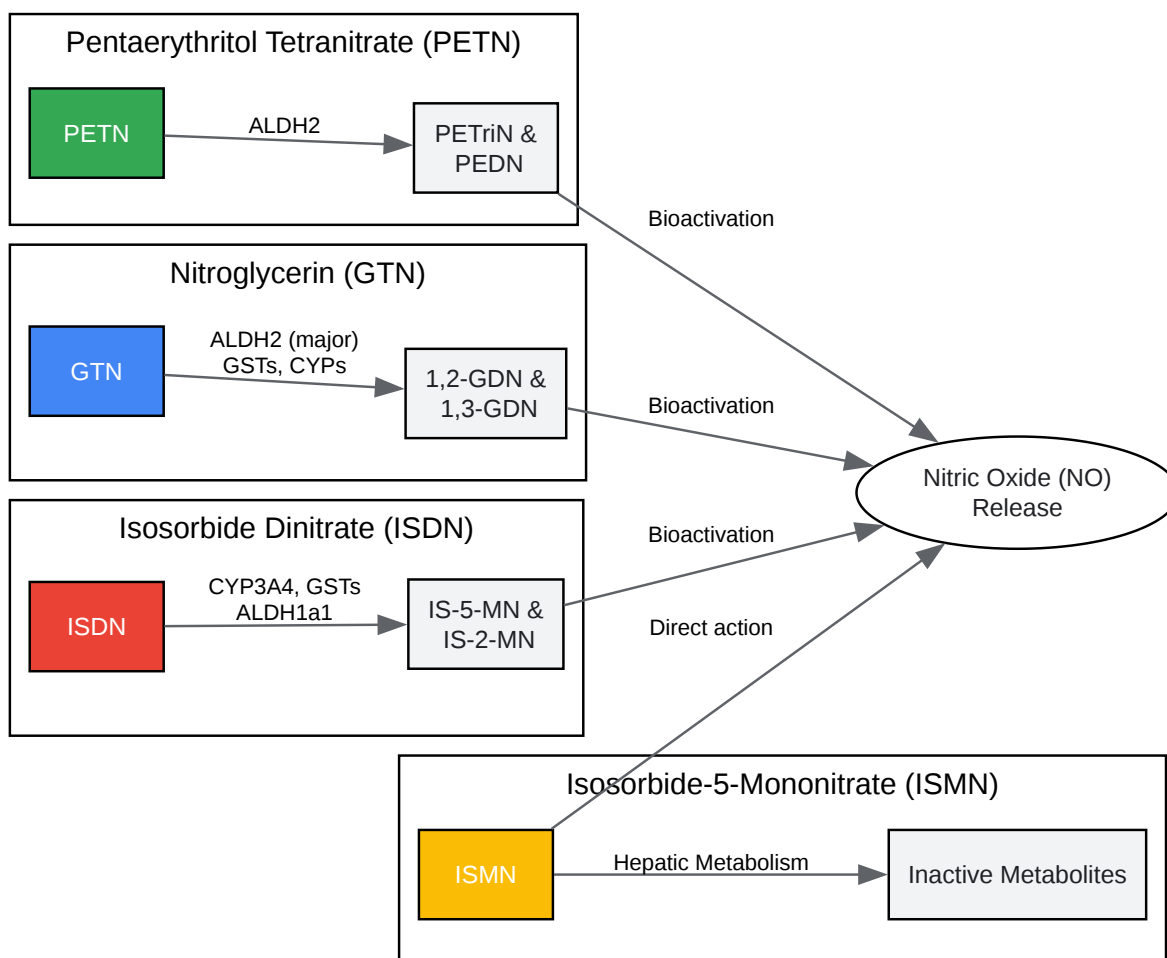 Pentaerythritol Tetranitrate (PETN)
PETN
ALDH2
PETriN &
PEDN
Bioactivation
Nitroglycerin (GTN)
GTN
ALDH2 (major)
GSTs, CYPs
1,2-GDN &
1,3-GDN
Bioactivation
Nitric Oxide (NO)
Release
Isosorbide Dinitrate (ISDN)
ISDN
CYP3A4, GSTs
ALDH1a1
IS-5-MN &
IS-2-MN
Bioactivation
Direct action
Isosorbide-5-Mononitrate (ISMN)
ISMN
Hepatic Metabolism
Inactive Metabolites